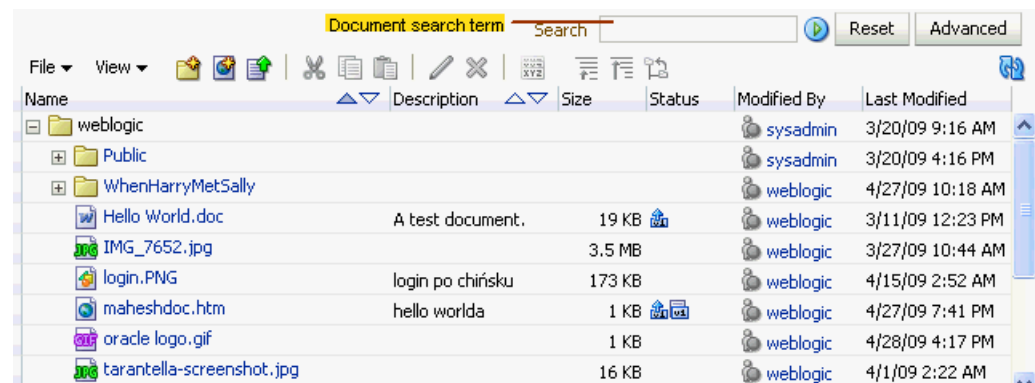 Document search term Search Reset Advanced
File View
Name Description Size Status Modified By Last Modified
weblogic sysadmin 3/20/09 9:16 AM
Public sysadmin 3/20/09 4:16 PM
WhenHarryMetSally weblogic 4/27/09 10:18 AM
Hello World.doc A test document. 19 KB weblogic 3/11/09 12:23 PM
IMG_7652.jpg 3.5 MB weblogic 3/27/09 10:44 AM
login.PNG login po chińsku 173 KB weblogic 4/15/09 2:52 AM
maheshdoc.htm hello worlda 1 KB weblogic 4/27/09 7:41 PM
oracle logo.gif 1 KB weblogic 4/28/09 4:17 PM
tarantella-screenshot.jpg 16 KB weblogic 4/1/09 2:22 AM